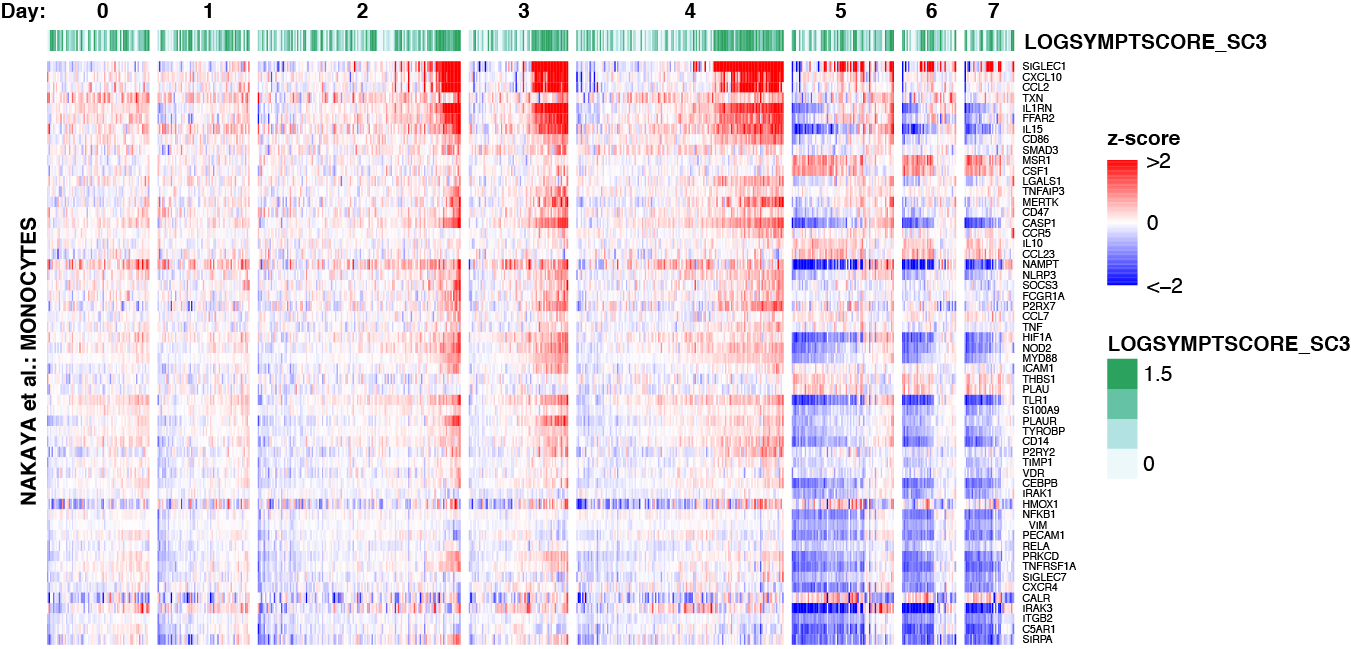 Day: 0 1 2 3 4 5 6 7
LOGSYMPTSCORE_SC3
NAKAYA et al.: MONOCYTES
SiGLEC1
CXCL10
CCL2
TXN
iL1RN
FFAR2
iL15
CD86
SMAD3
MSR1
CSF1
LGALS1
TNFAiP3
MERTK
CD47
CASP1
CCR5
iL10
CCL23
NAMPT
NLRP3
SOCS3
FCGR1A
P2RX7
CCL7
TNF
HiF1A
NOD2
MYD88
iCAM1
THBS1
PLAU
TLR1
S100A9
PLAUR
TYROBP
CD14
P2RY2
TiMP1
VDR
CEBPB
iRAK1
HMOX1
NFKB1
ViM
PECAM1
RELA
PRKCD
TNFRSF1A
SiGLEC7
CXCR4
CALR
iRAK3
iTGB2
C5AR1
SiRPA
z-score
>2
0
<−2
LOGSYMPTSCORE_SC3
1.5
0